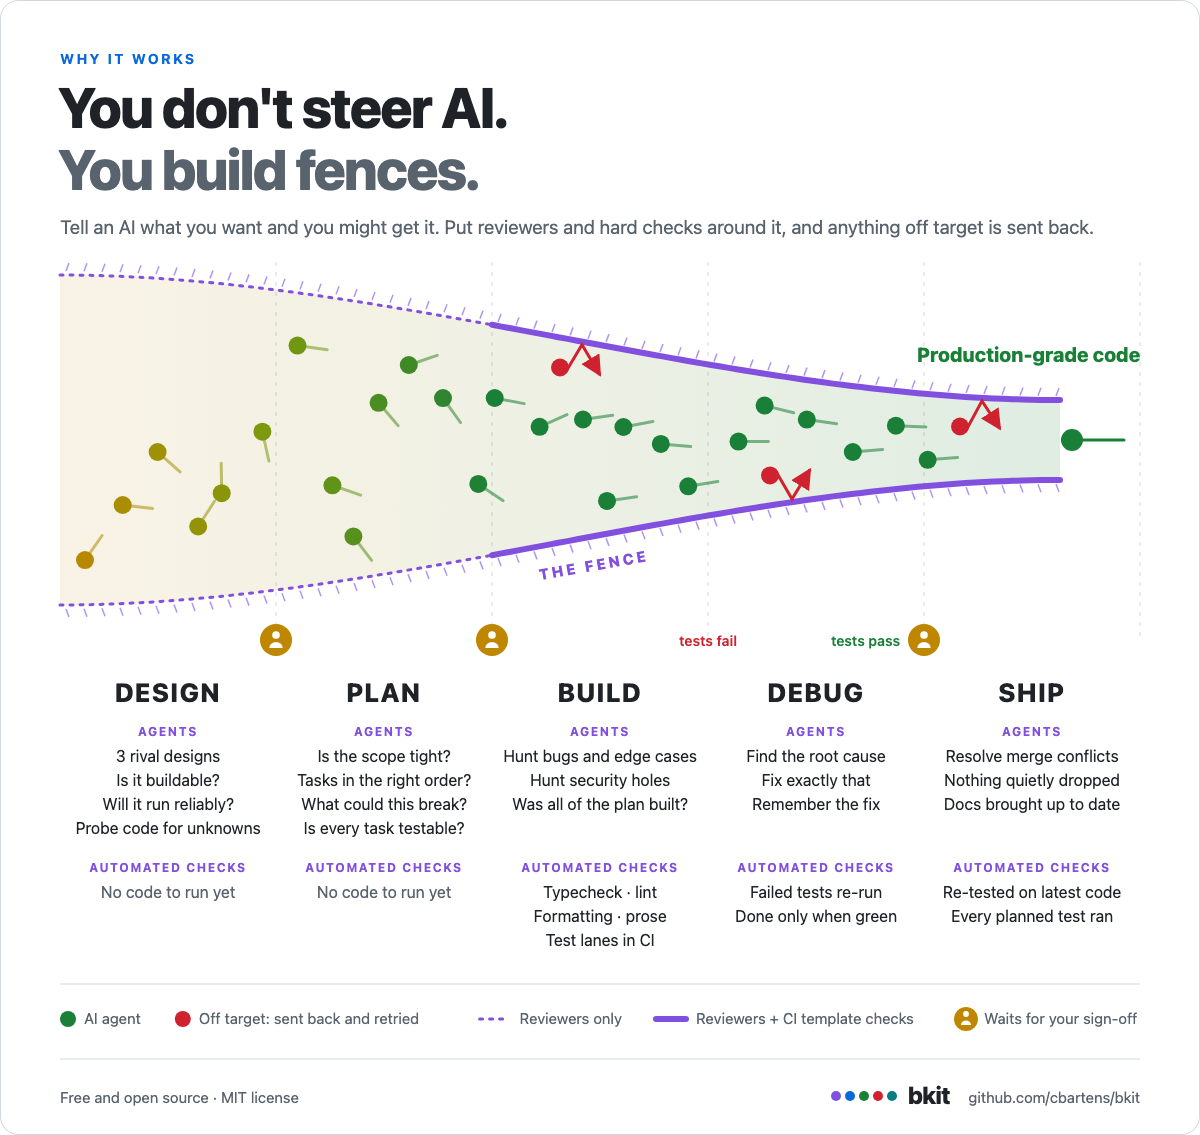 WHY IT WORKS
You don't steer AI.
You build fences.
Tell an AI what you want and you might get it. Put reviewers and hard checks around it, and anything off target is sent back.
Production-grade code
THE FENCE
tests fail
tests pass
DESIGN
AGENTS
3 rival designs
Is it buildable?
Will it run reliably?
Probe code for unknowns
AUTOMATED CHECKS
No code to run yet
PLAN
AGENTS
Is the scope tight?
Tasks in the right order?
What could this break?
Is every task testable?
AUTOMATED CHECKS
No code to run yet
BUILD
AGENTS
Hunt bugs and edge cases
Hunt security holes
Was all of the plan built?
AUTOMATED CHECKS
Typecheck · lint
Formatting · prose
Test lanes in CI
DEBUG
AGENTS
Find the root cause
Fix exactly that
Remember the fix
AUTOMATED CHECKS
Failed tests re-run
Done only when green
SHIP
AGENTS
Resolve merge conflicts
Nothing quietly dropped
Docs brought up to date
AUTOMATED CHECKS
Re-tested on latest code
Every planned test ran
AI agent
Off target: sent back and retried
Reviewers only
Reviewers + CI template checks
Waits for your sign-off
Free and open source · MIT license
bkit
github.com/cbartens/bkit